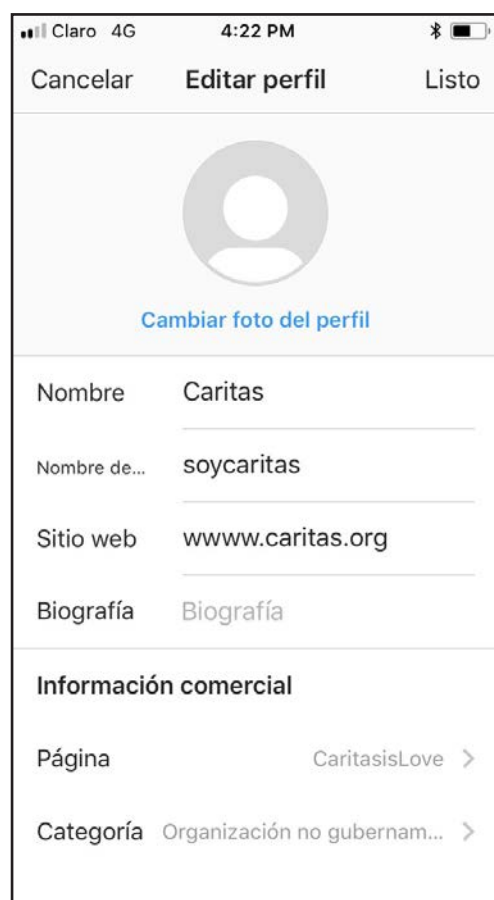 Claro 4G 4:22 PM
Cancelar Editar perfil Listo
Cambiar foto del perfil
Nombre Caritas
Nombre de... soycaritas
Sitio web wwww.caritas.org
Biografía Biografía
Información comercial
Página CaritasisLove
Categoría Organización no gubernam...